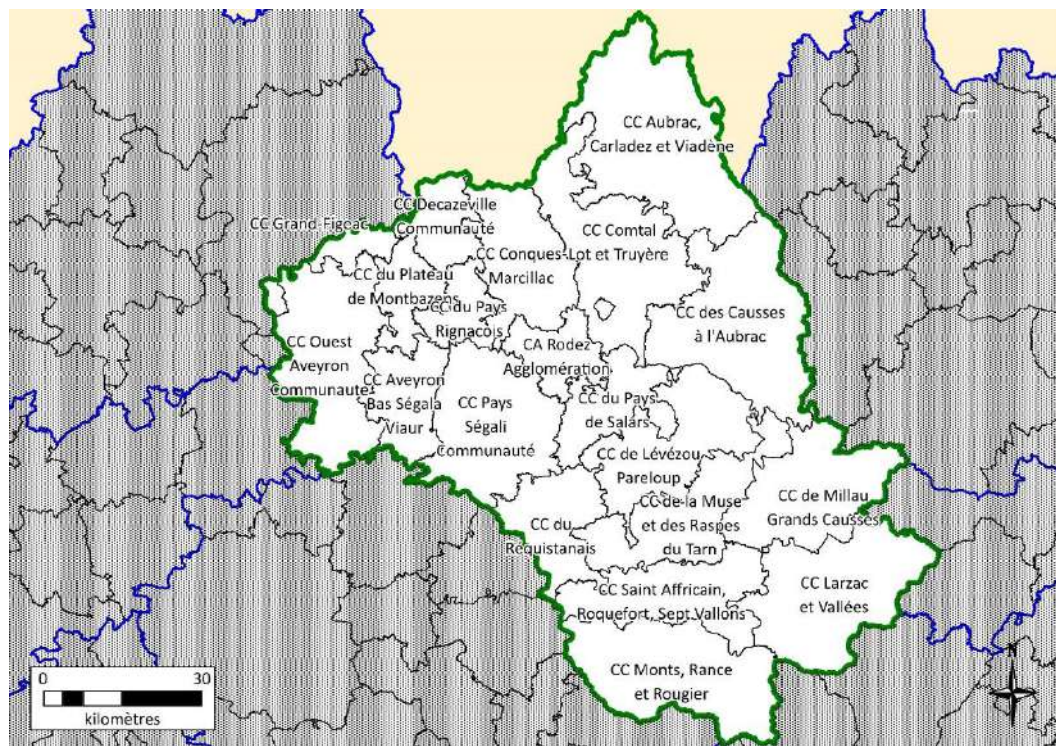 CC Aubrac,
Carladez et Viadène
CC Decazeville
Communauté
CC Grand-Figeac
CC Comtal
Lot et Truyère
CC Conques-
Marcillac
CC du Plateau
de Montbazens
CC du Pays
Rignacois
CC des Causses
à l'Aubrac
CC Ouest
Aveyron
Communauté
CA Rodez
Agglomération
CC Aveyron
Bas Ségala
Viaur
CC Pays
Ségali
Communauté
CC du Pays
de Salars
CC de Lévézou
Pareloup
CC de la Muse
et des Raspes
du Tarn
CC de Millau
Grands Causses
CC du
Réquistanais
CC Saint Affricain,
Roquefort, Sept Vallons
CC Larzac
et Vallées
CC Monts, Rance
et Rougier
N
0 30
kilomètres